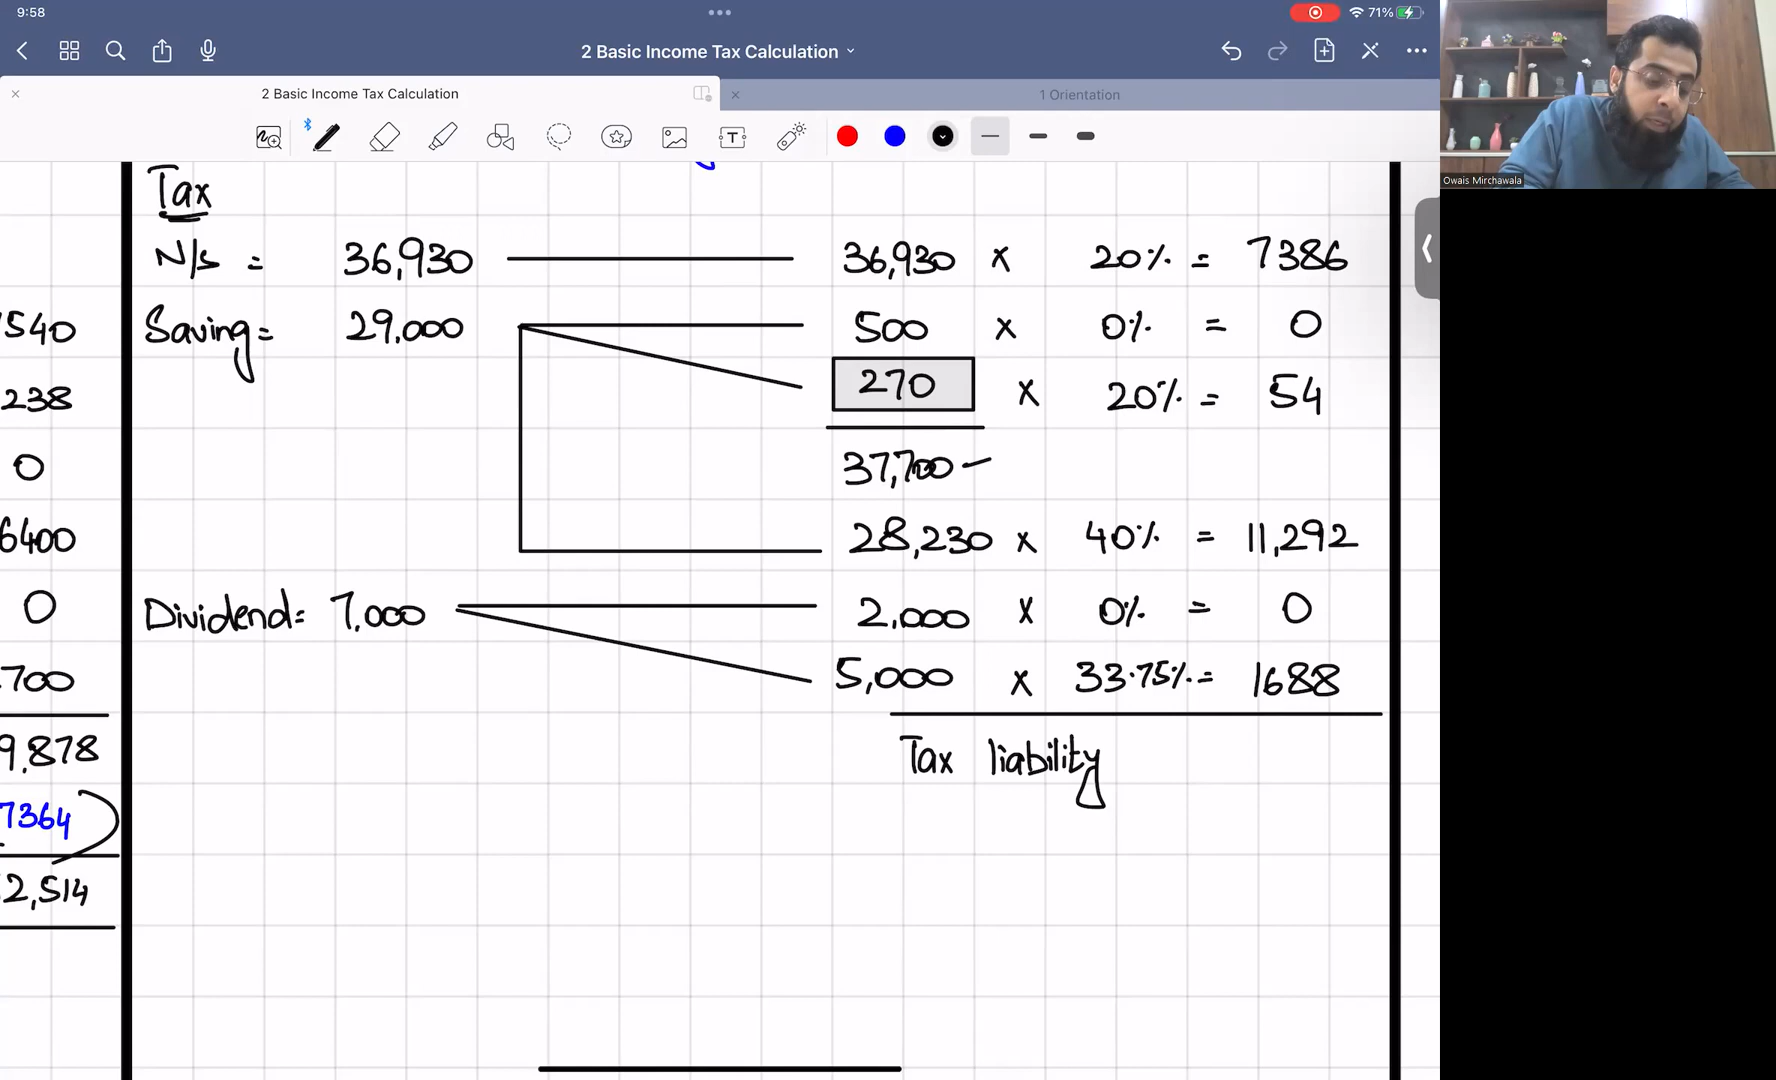 9:58
71%
2 Basic Income Tax Calculation
2 Basic Income Tax Calculation
1 Orientation
T
Owais Mirchawala
Tax
N/s = 36,930 36,930 x 20% = 7386
540
Saving = 29,000 500 x 0% = 0
238
270 x 20% = 54
0
37,700
6400
28,230 x 40% = 11,292
0
Dividend = 7,000 2,000 x 0% = 0
700
5,000 x 33.75% = 1688
9,878
Tax liability
7364)
2,514